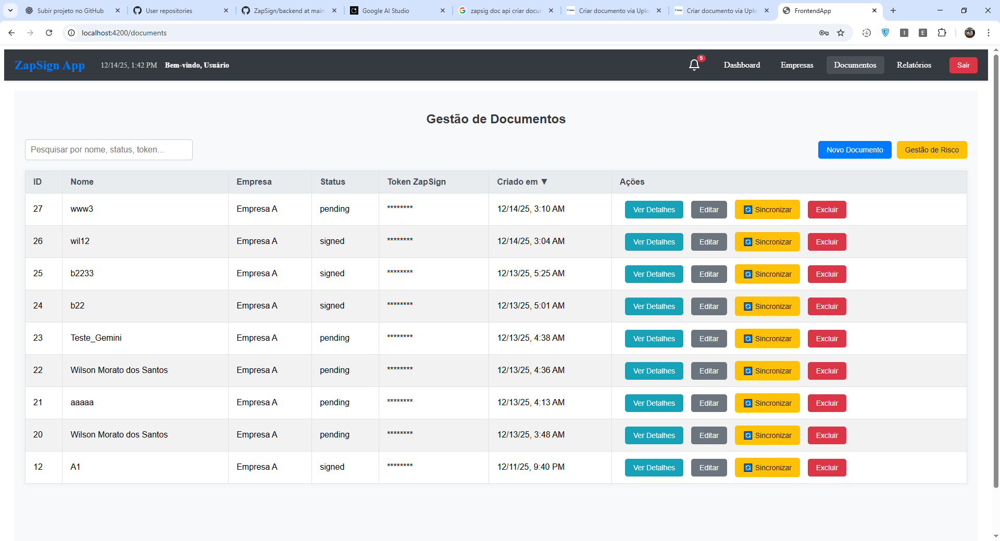 Subir projeto no GitHub
User repositories
ZapSign/backend at main
Google AI Studio
zapsig doc api criar docum
Criar documento via Uplo
Criar documento via Uplo
FrontendApp
localhost:4200/documents
I
E
ZapSign App
12/14/25, 1:42 PM
Bem-vindo, Usuário
5
Dashboard
Empresas
Documentos
Relatórios
Sair
Gestão de Documentos
Pesquisar por nome, status, token...
Novo Documento
Gestão de Risco
ID Nome Empresa Status Token ZapSign Criado em ▼ Ações
27 www3 Empresa A pending ******** 12/14/25, 3:10 AM Ver Detalhes Editar Sincronizar Excluir
26 wil12 Empresa A signed ******** 12/14/25, 3:04 AM Ver Detalhes Editar Sincronizar Excluir
25 b2233 Empresa A signed ******** 12/13/25, 5:25 AM Ver Detalhes Editar Sincronizar Excluir
24 b22 Empresa A signed ******** 12/13/25, 5:01 AM Ver Detalhes Editar Sincronizar Excluir
23 Teste_Gemini Empresa A pending ******** 12/13/25, 4:38 AM Ver Detalhes Editar Sincronizar Excluir
22 Wilson Morato dos Santos Empresa A pending ******** 12/13/25, 4:36 AM Ver Detalhes Editar Sincronizar Excluir
21 aaaaa Empresa A pending ******** 12/13/25, 4:13 AM Ver Detalhes Editar Sincronizar Excluir
20 Wilson Morato dos Santos Empresa A pending ******** 12/13/25, 3:48 AM Ver Detalhes Editar Sincronizar Excluir
12 A1 Empresa A signed ******** 12/11/25, 9:40 PM Ver Detalhes Editar Sincronizar Excluir